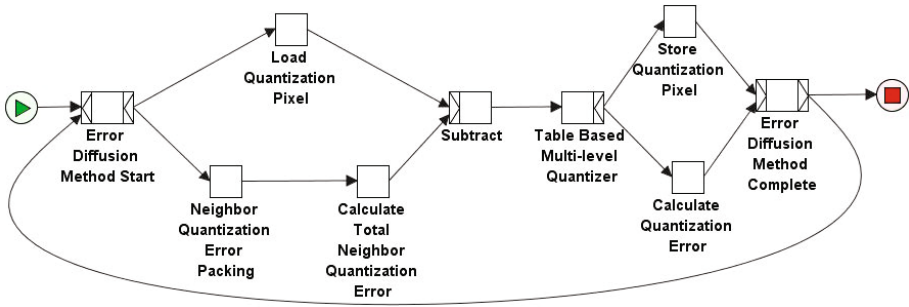 Error
Diffusion
Method Start
Load
Quantization
Pixel
Neighbor
Quantization
Error
Packing
Calculate
Total
Neighbor
Quantization
Error
Subtract
Table Based
Multi-level
Quantizer
Store
Quantization
Pixel
Calculate
Quantization
Error
Error
Diffusion
Method
Complete